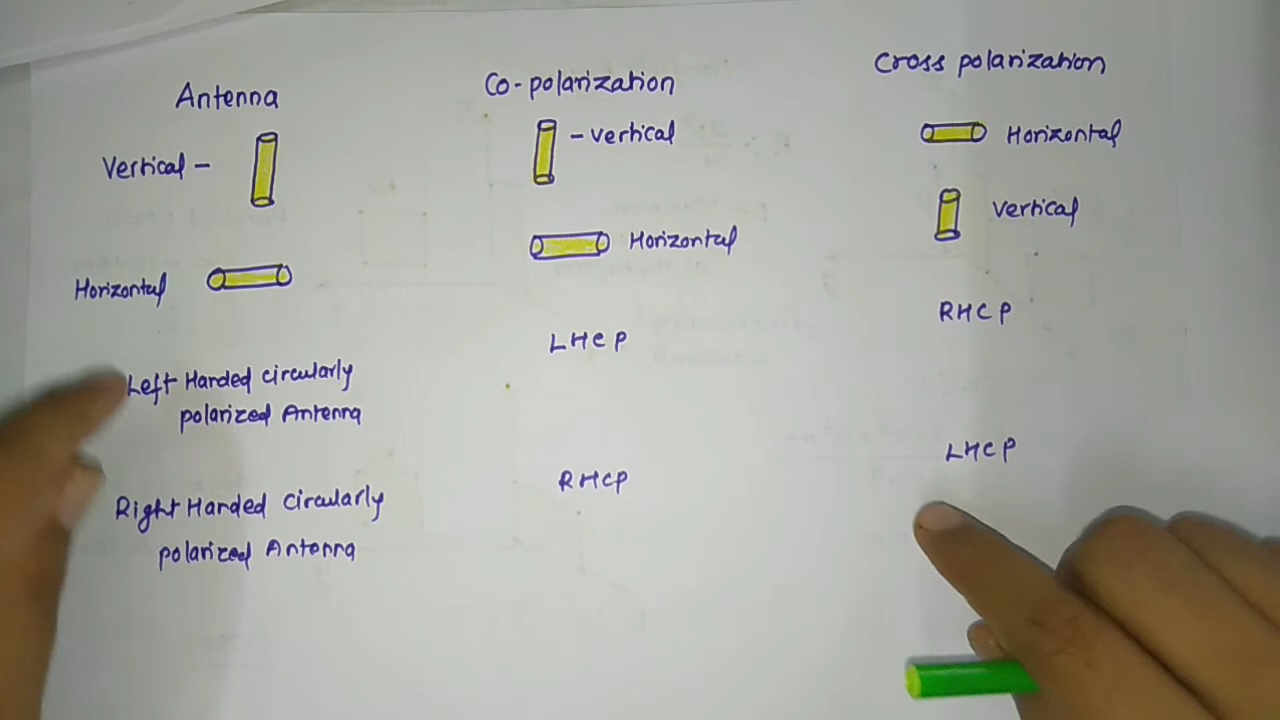 Antenna
Co-polarization
Cross polarization
Vertical -
- vertical
Horizontal
Horizontal
Horizontal
vertical
Left Handed circularly
polarized Antenna
LHCP
RHCP
Right Handed circularly
polarized Antenna
RHCP
LHCP